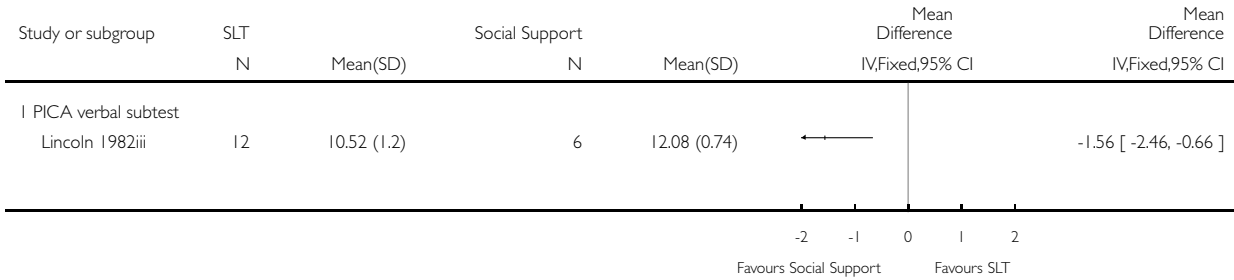 Study or subgroup SLT Social Support Mean Difference Mean Difference
N Mean(SD) N Mean(SD) IV,Fixed,95% CI IV,Fixed,95% CI
1 PICA verbal subtest
Lincoln 1982iii 12 10.52 (1.2) 6 12.08 (0.74) -1.56 [ -2.46, -0.66 ]
-2 -1 0 1 2
Favours Social Support Favours SLT